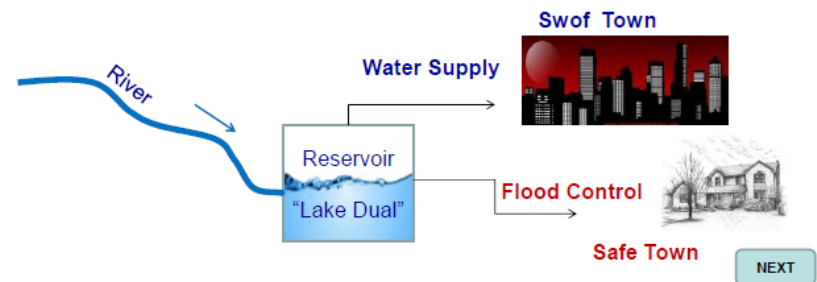 Swof Town
Water Supply
River
Reservoir
"Lake Dual"
Flood Control
Safe Town
NEXT